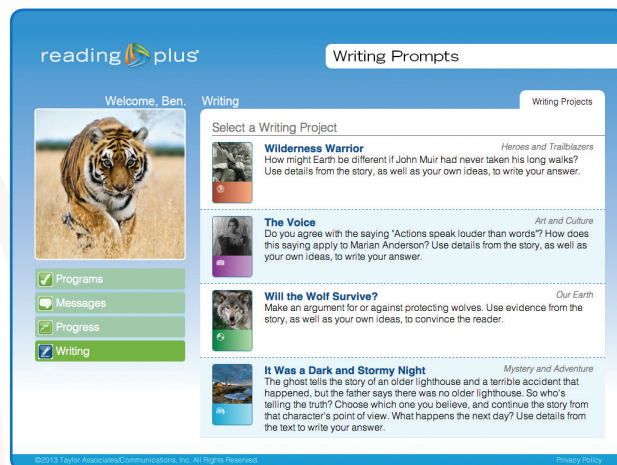 reading plus®
Writing Prompts
Welcome, Ben.
Writing
Writing Projects
Select a Writing Project
Wilderness Warrior
Heroes and Trailblazers
How might Earth be different if John Muir had never taken his long walks?
Use details from the story, as well as your own ideas, to write your answer.
The Voice
Art and Culture
Do you agree with the saying "Actions speak louder than words"? How does
this saying apply to Marian Anderson? Use details from the story, as well as
your own ideas, to write your answer.
Will the Wolf Survive?
Our Earth
Make an argument for or against protecting wolves. Use evidence from the
story, as well as your own ideas, to convince the reader.
It Was a Dark and Stormy Night
Mystery and Adventure
The ghost tells the story of an older lighthouse and a terrible accident that
happened, but the father says there was no older lighthouse. So who's
telling the truth? Choose which one you believe, and continue the story from
that character's point of view. What happens the next day? Use details from
the text to write your answer.
Programs
Messages
Progress
Writing
©2013 Taylor Associates/Communications, Inc. All Rights Reserved
Privacy Policy